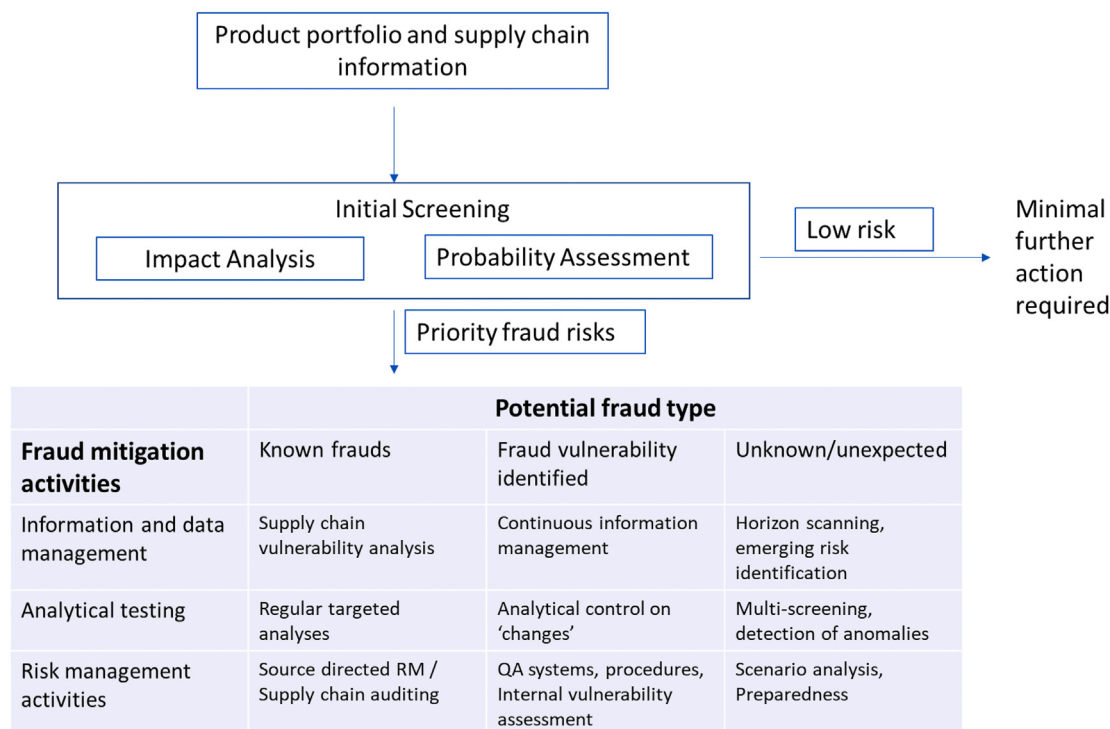 Product portfolio and supply chain
information
Initial Screening
Impact Analysis
Probability Assessment
Low risk
Minimal
further
action
required
Priority fraud risks
Potential fraud type
Fraud mitigation
activities
Known frauds
Fraud vulnerability
identified
Unknown/unexpected
Information and data
management
Supply chain
vulnerability analysis
Continuous information
management
Horizon scanning,
emerging risk
identification
Analytical testing
Regular targeted
analyses
Analytical control on
‘changes’
Multi-screening,
detection of anomalies
Risk management
activities
Source directed RM /
Supply chain auditing
QA systems, procedures,
Internal vulnerability
assessment
Scenario analysis,
Preparedness